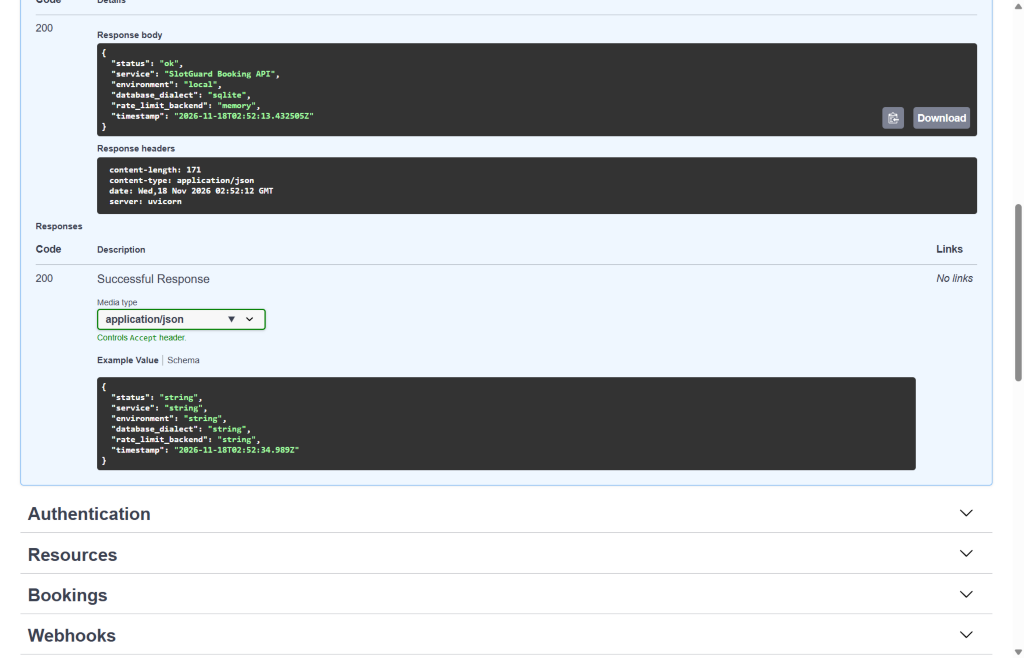 Code Details
200
Response body
{
  "status": "ok",
  "service": "SlotGuard Booking API",
  "environment": "local",
  "database_dialect": "sqlite",
  "rate_limit_backend": "memory",
  "timestamp": "2026-11-18T02:52:13.432505Z"
}
Download
Response headers
content-length: 171
content-type: application/json
date: Wed,18 Nov 2026 02:52:12 GMT
server: uvicorn
Responses
Code Description Links
200 Successful Response No links
Media type
application/json
Controls Accept header.
Example Value Schema
{
  "status": "string",
  "service": "string",
  "environment": "string",
  "database_dialect": "string",
  "rate_limit_backend": "string",
  "timestamp": "2026-11-18T02:52:34.989Z"
}
Authentication
Resources
Bookings
Webhooks